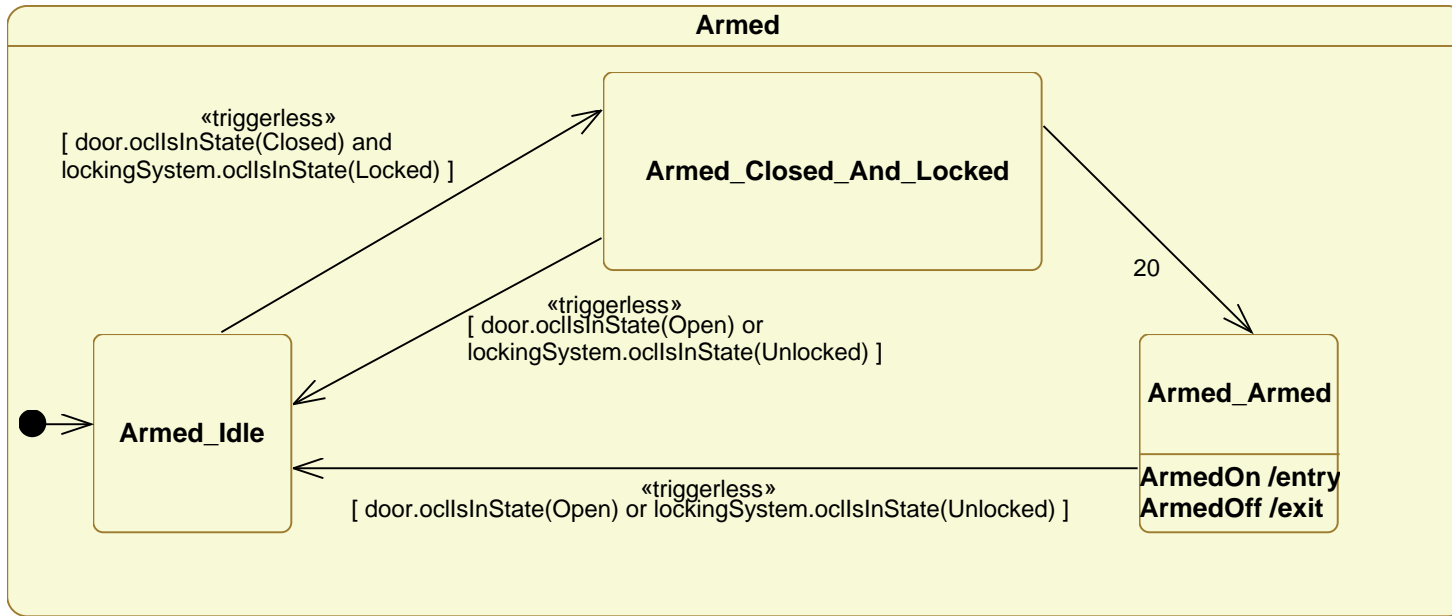 Armed
«triggerless»
[ door.oclIsInState(Closed) and
lockingSystem.oclIsInState(Locked) ]
Armed_Closed_And_Locked
20
«triggerless»
[ door.oclIsInState(Open) or
lockingSystem.oclIsInState(Unlocked) ]
Armed_Idle
Armed_Armed
ArmedOn /entry
ArmedOff /exit
«triggerless»
[ door.oclIsInState(Open) or lockingSystem.oclIsInState(Unlocked) ]